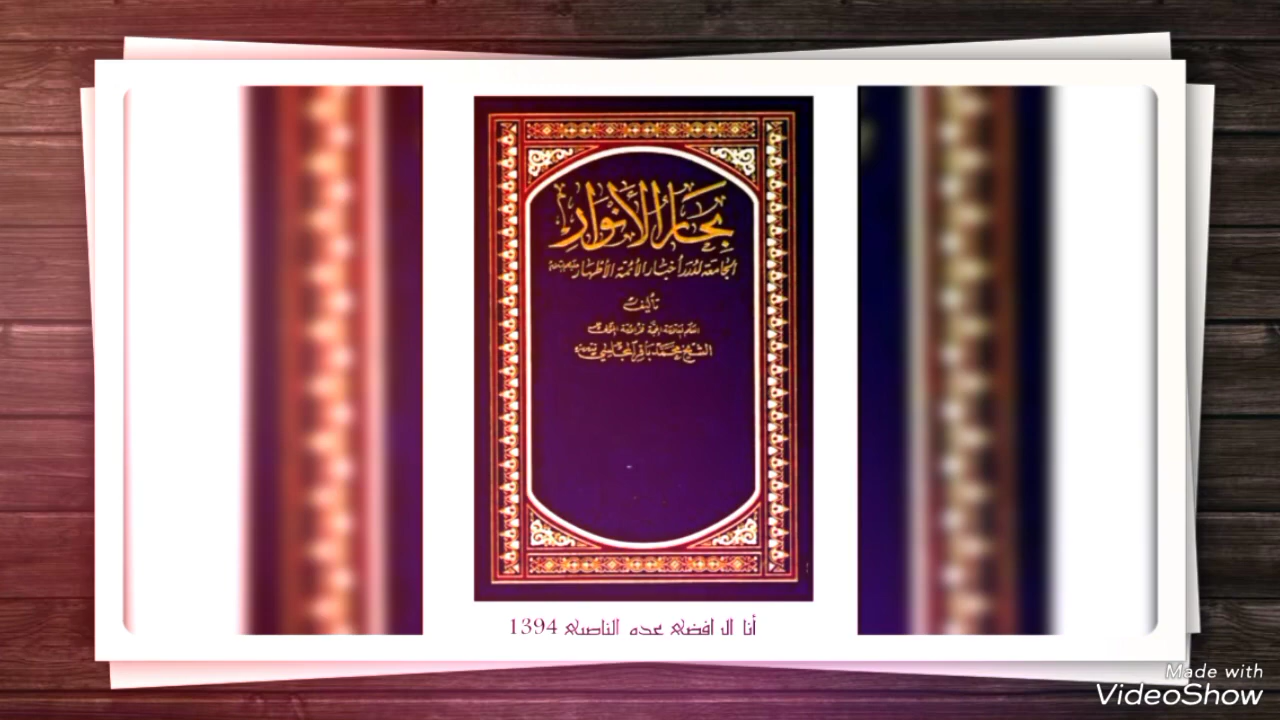 بحار الأنوار
الجامعة لدرر أخبار الأئمة الأطهار
تأليف
الشيخ محمد باقر المجلسي
أنا الرافضي عدو الناصبي 1394
Made with
VideoShow